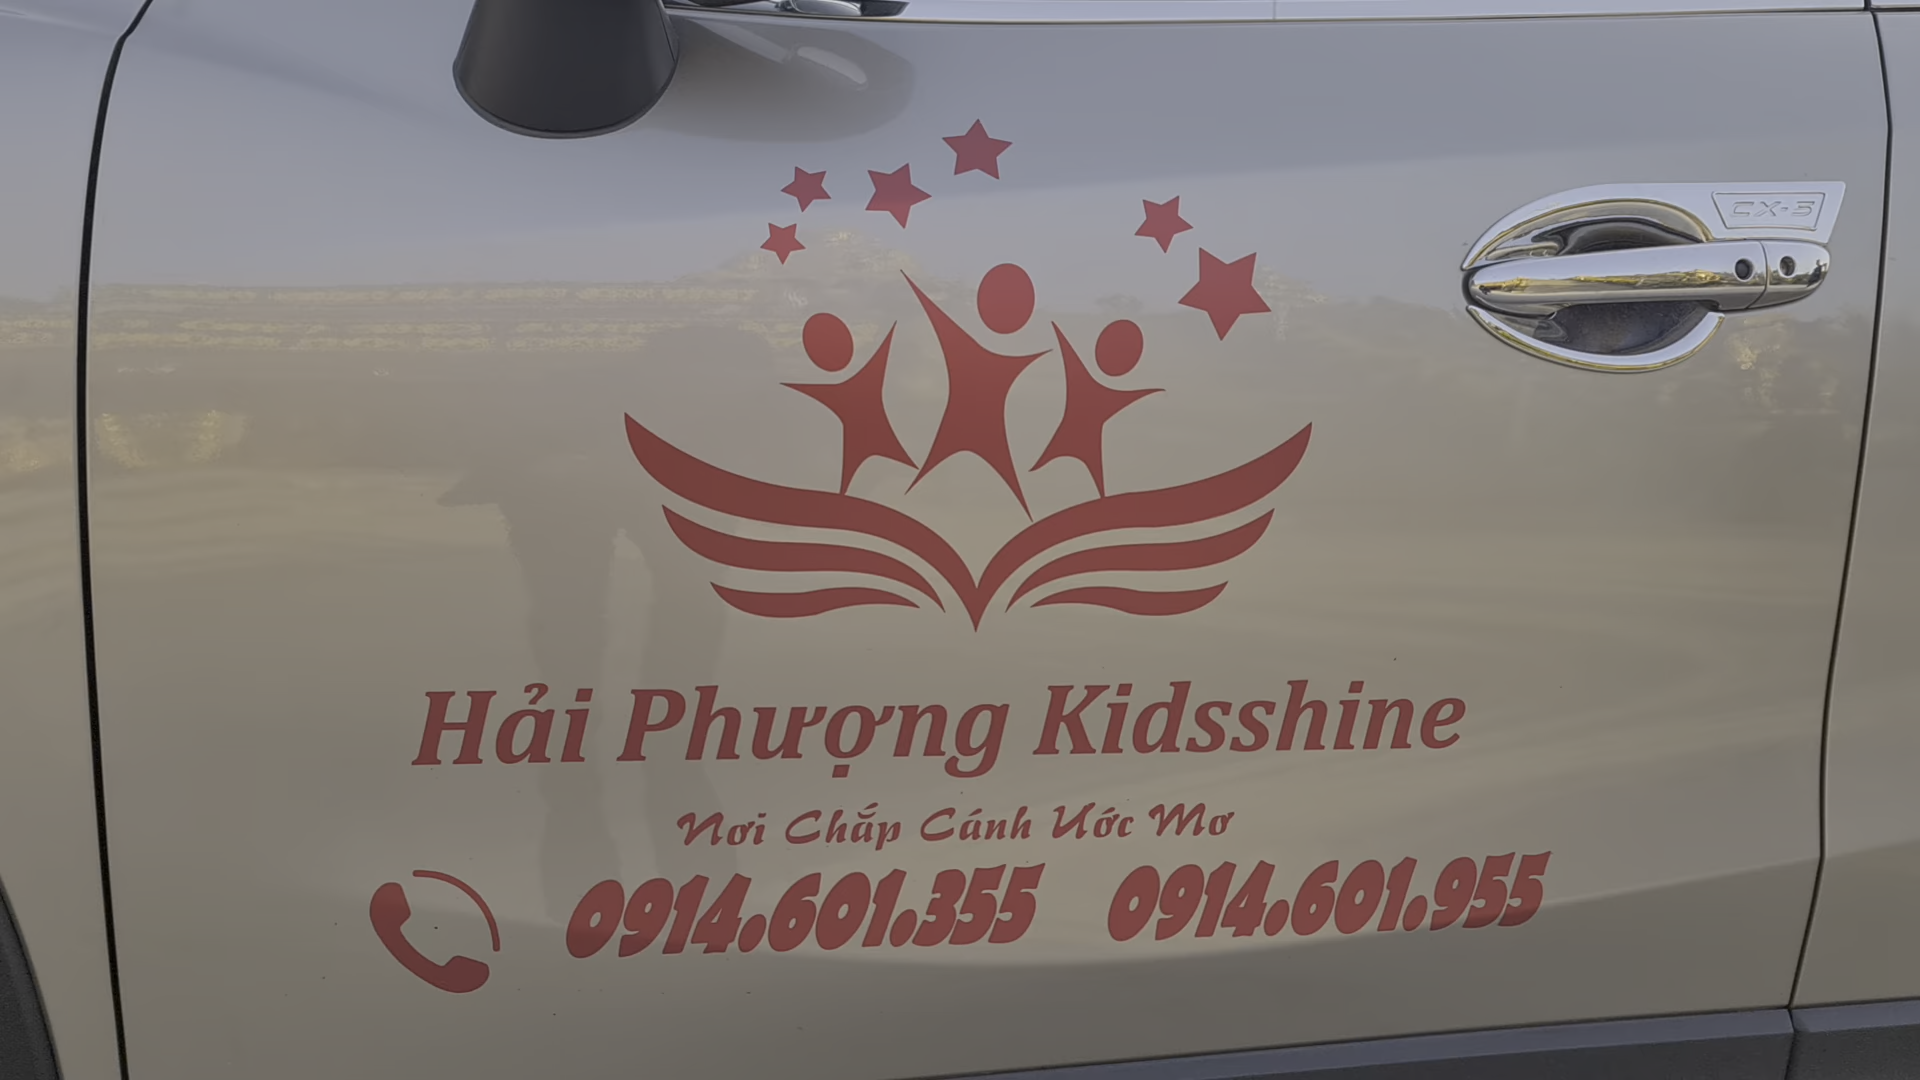 CX-5
Hải Phượng Kidsshine
Nơi Chắp Cánh Ước Mơ
0914.601.355 0914.601.955